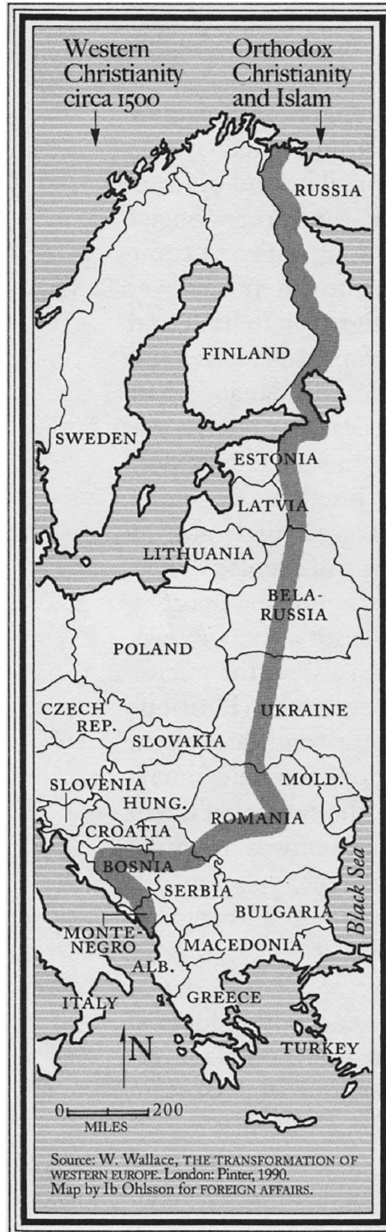 Western
Christianity
circa 1500
Orthodox
Christianity
and Islam
RUSSIA
FINLAND
SWEDEN
ESTONIA
LATVIA
LITHUANIA
BELA-
RUSSIA
POLAND
UKRAINE
CZECH
REP.
SLOVAKIA
MOLD.
SLOVENIA
HUNG.
ROMANIA
CROATIA
BOSNIA
SERBIA
Black Sea
BULGARIA
MONTE-
NEGRO
MACEDONIA
ALB.
ITALY
GREECE
TURKEY
N
0 200
MILES
Source: W. Wallace, THE TRANSFORMATION OF
WESTERN EUROPE. London: Pinter, 1990.
Map by Ib Ohlsson for FOREIGN AFFAIRS.